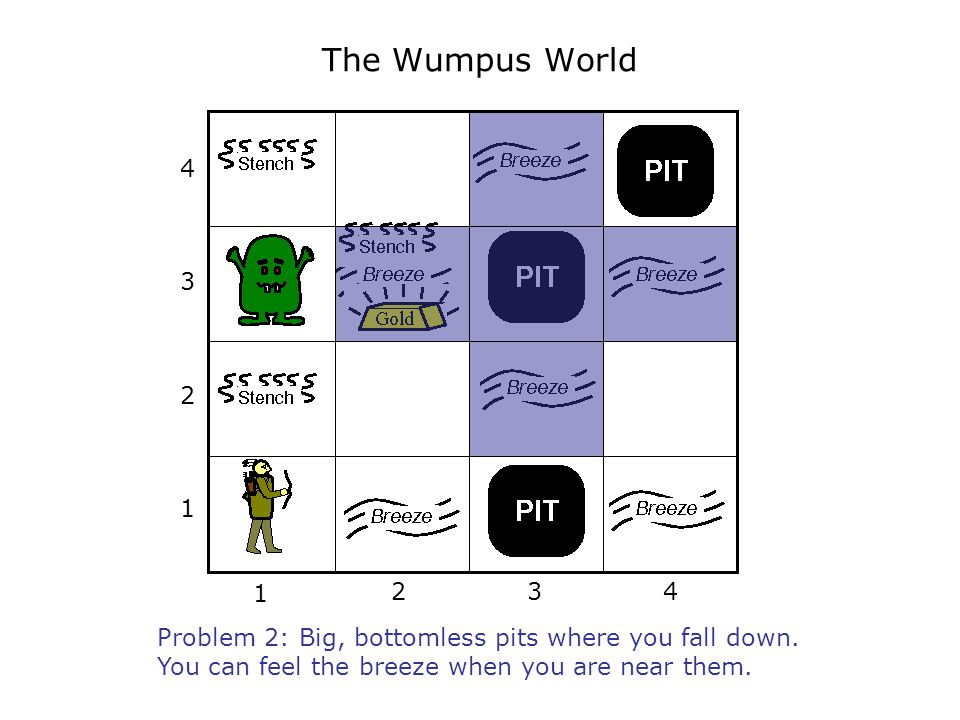 The Wumpus World
4
Stench
Breeze
PIT
3
Stench
Breeze
Gold
PIT
Breeze
2
Stench
Breeze
1
Breeze
PIT
Breeze
1 2 3 4
Problem 2: Big, bottomless pits where you fall down.
You can feel the breeze when you are near them.